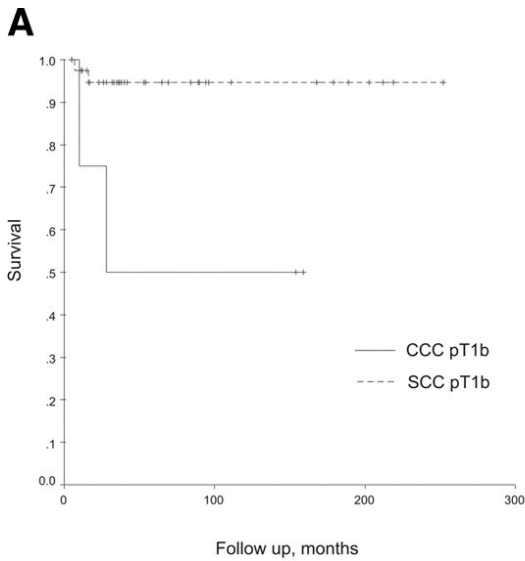 A
1.0
.9
.8
.7
.6
.5
.4
.3
.2
.1
0.0
Survival
CCC pT1b
SCC pT1b
0 100 200 300
Follow up, months